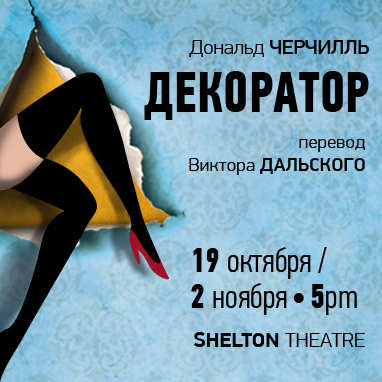 Дональд ЧЕРЧИЛЛЬ
ДЕКОРАТОР
перевод
Виктора ДАЛЬСКОГО
19 октября /
2 ноября • 5pm
SHELTON THEATRE